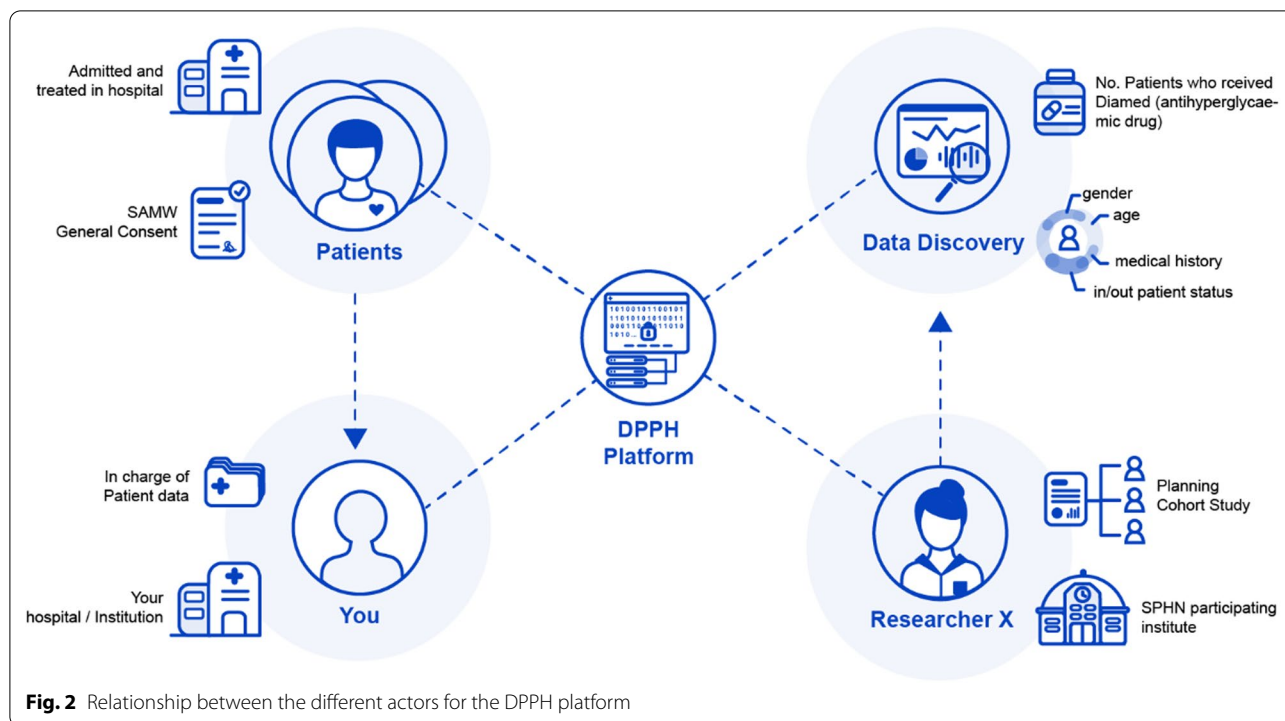 Admitted and
treated in hospital
SAMW
General Consent
Patients
No. Patients who rceived
Diamed (antihyperglycae-
mic drug)
gender
age
medical history
in/out patient status
Data Discovery
10100101100101
11010101010011
DPPH
Platform
In charge of
Patient data
Your
hospital / Institution
You
Planning
Cohort Study
SPHN participating
institute
Researcher X
Fig. 2 Relationship between the different actors for the DPPH platform